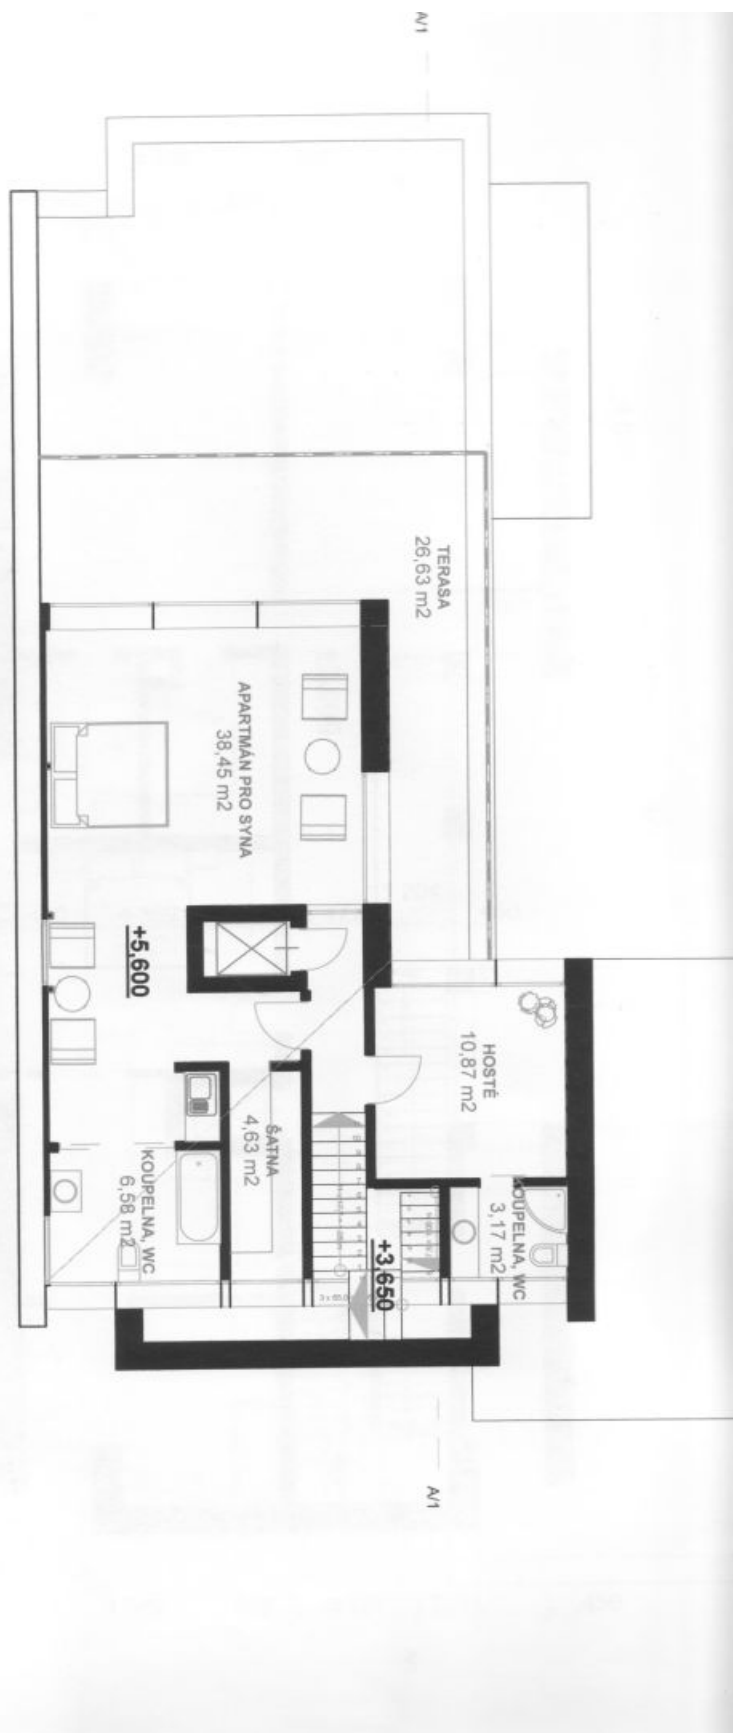 A/1
TERASA
26,63 m2
APARTMÁN PRO SYNA
38,45 m2
+5,600
HOSTÉ
10,87 m2
ŠATNA
4,63 m2
KOUPELNA, WC
6,58 m2
KOUPELNA, WC
3,17 m2
+3,650
A/1